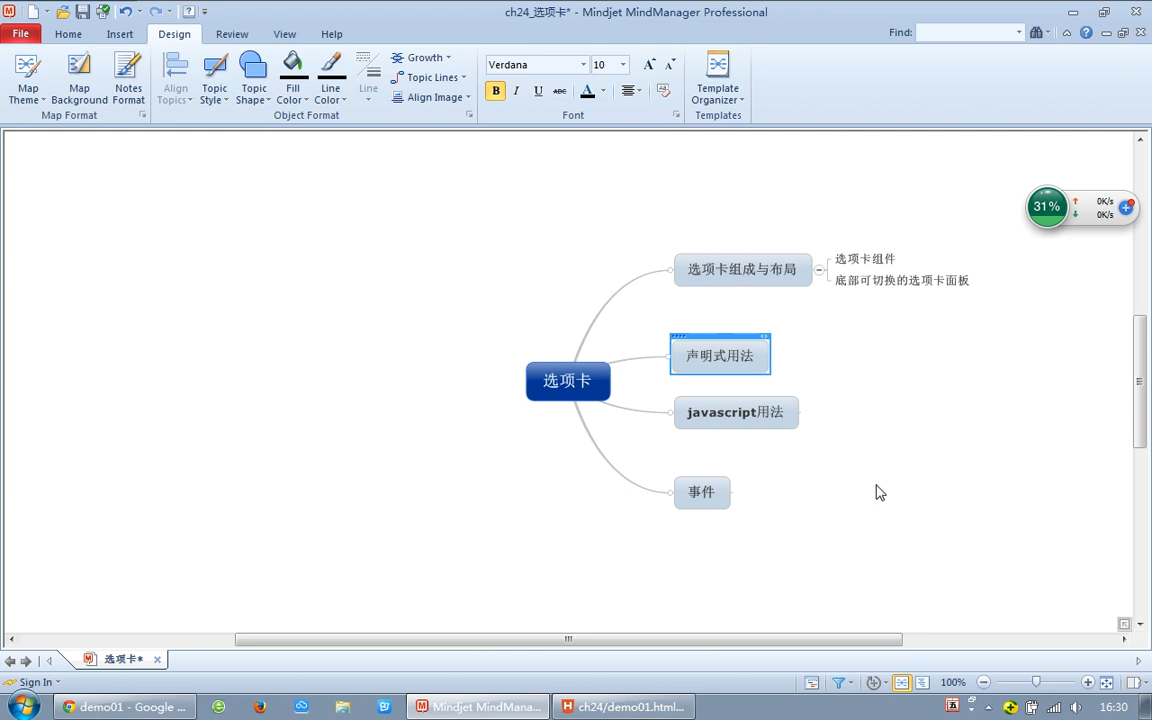 ch24_选项卡* - Mindjet MindManager Professional
File Home Insert Design Review View Help Find:
Map Theme
Map Background
Notes Format
Align Topics
Topic Style
Topic Shape
Fill Color
Line Color
Growth
Topic Lines
Align Image
Line
Verdana 10
B I U ABC A
Template Organizer
Map Format Object Format Font Templates
31% 0K/s
0K/s
选项卡组成与布局
选项卡组件
底部可切换的选项卡面板
声明式用法
选项卡
javascript用法
事件
选项卡*
Sign In 100%
demo01 - Google ... Mindjet MindMana... ch24/demo01.html... 五 16:30